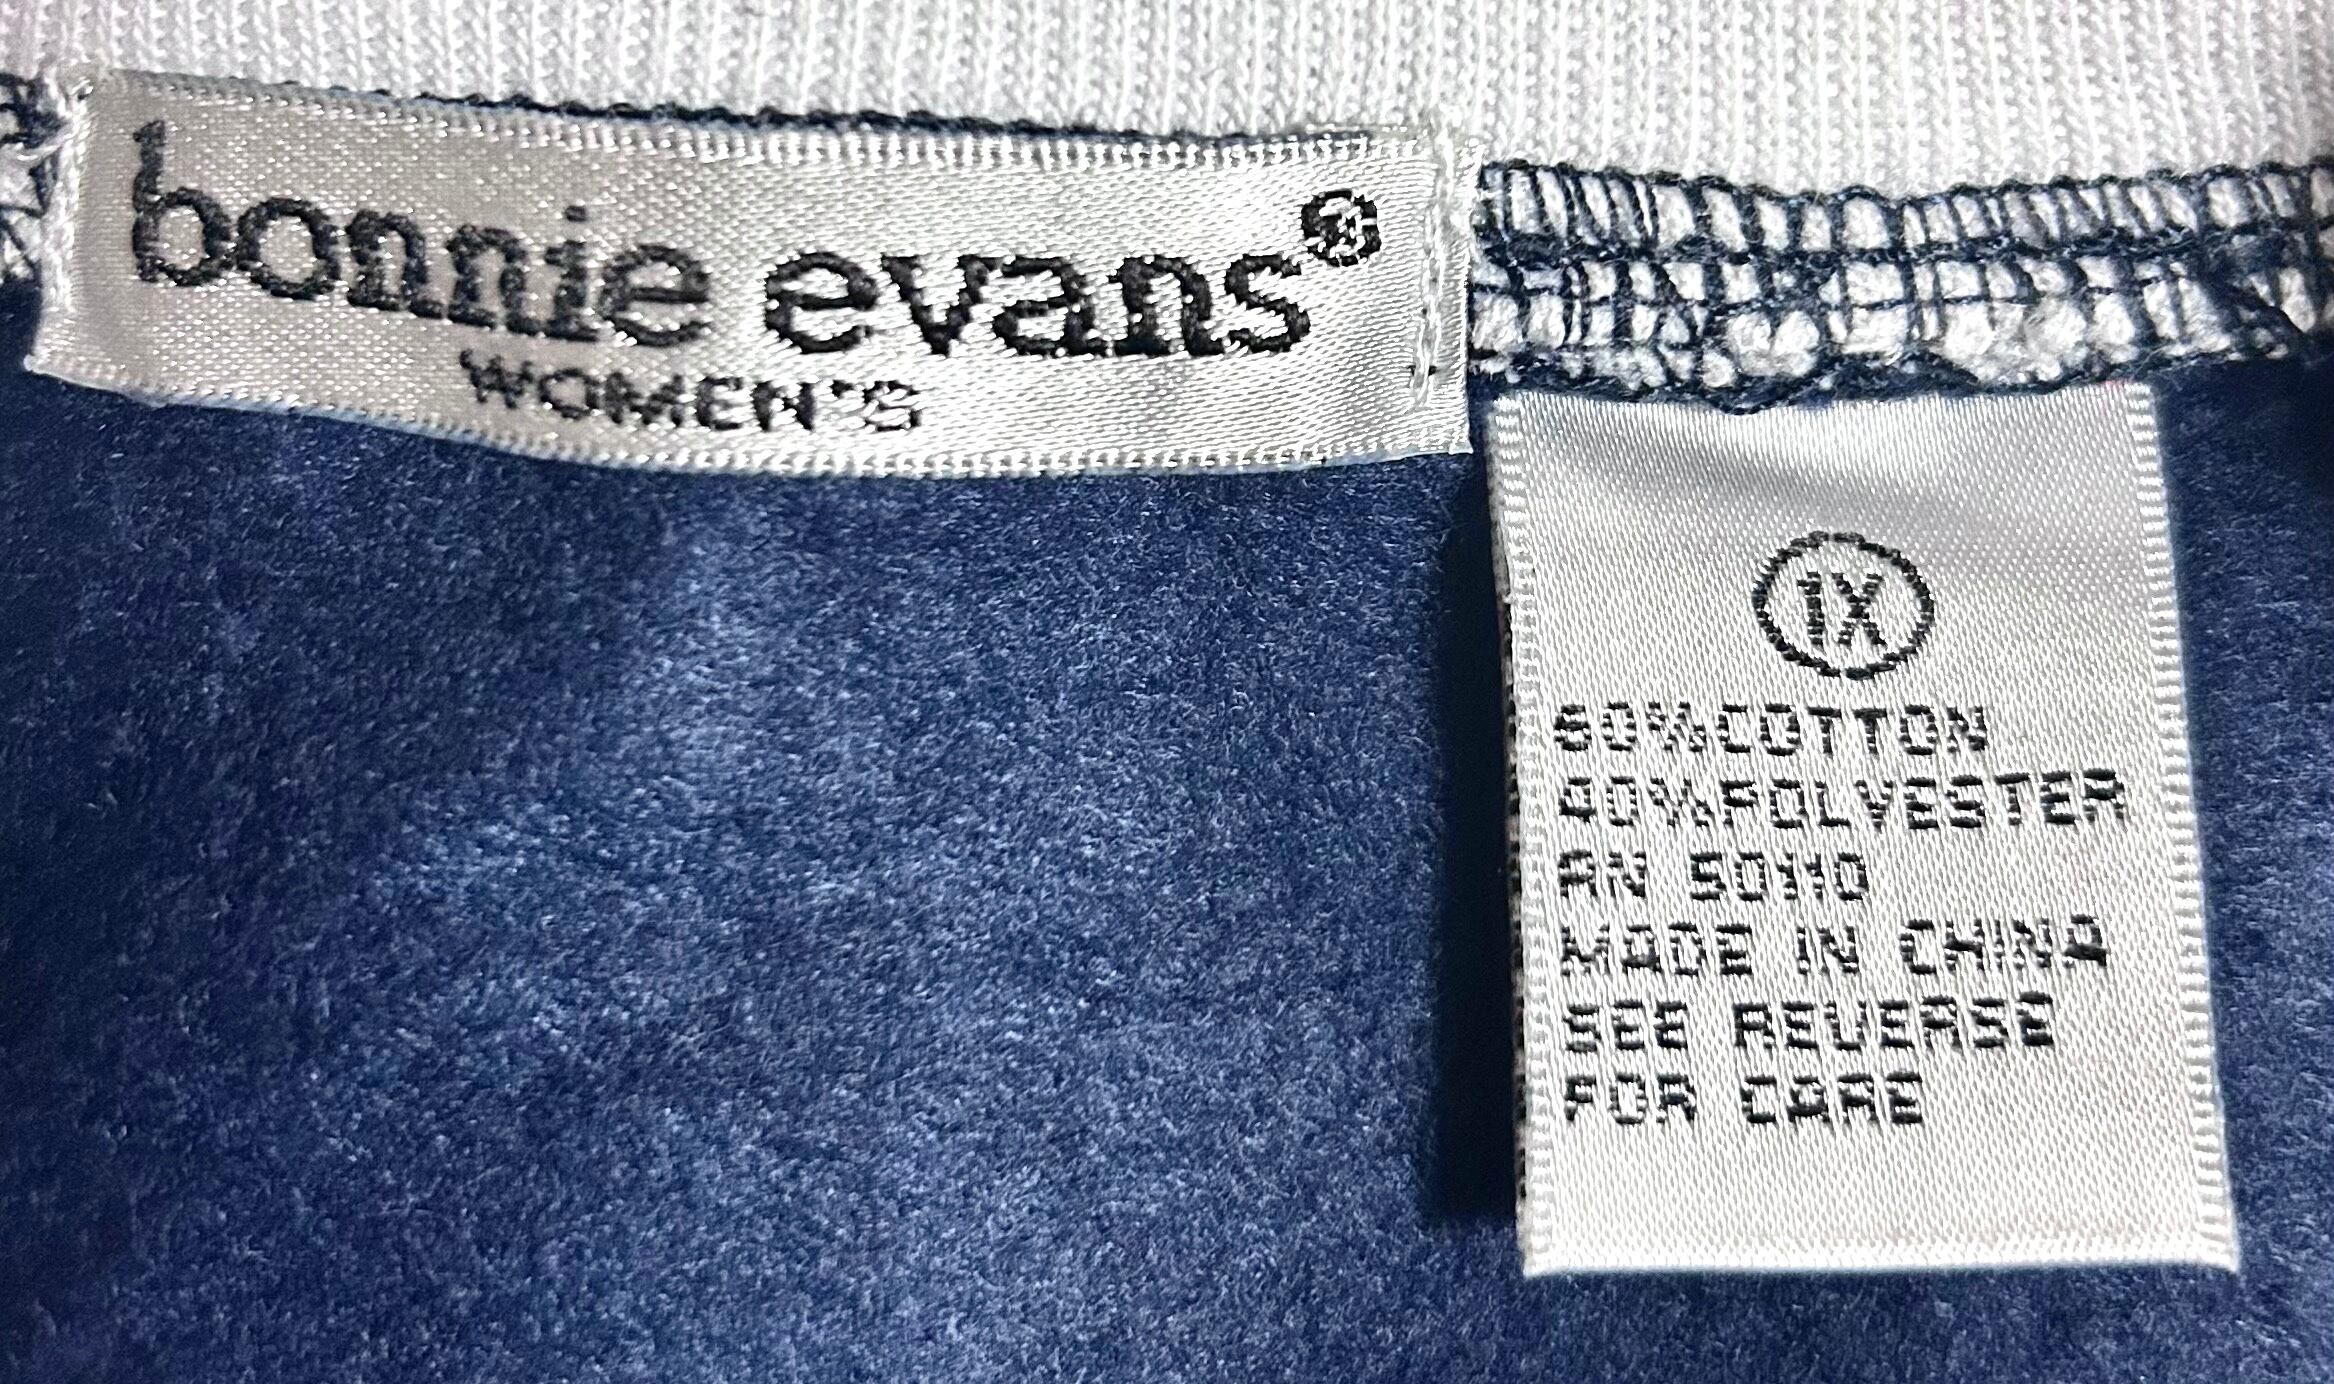 bonnie evans®
WOMEN'S
1X
60%COTTON
40%POLYESTER
RN 50110
MADE IN CHINA
SEE REVERSE
FOR CARE